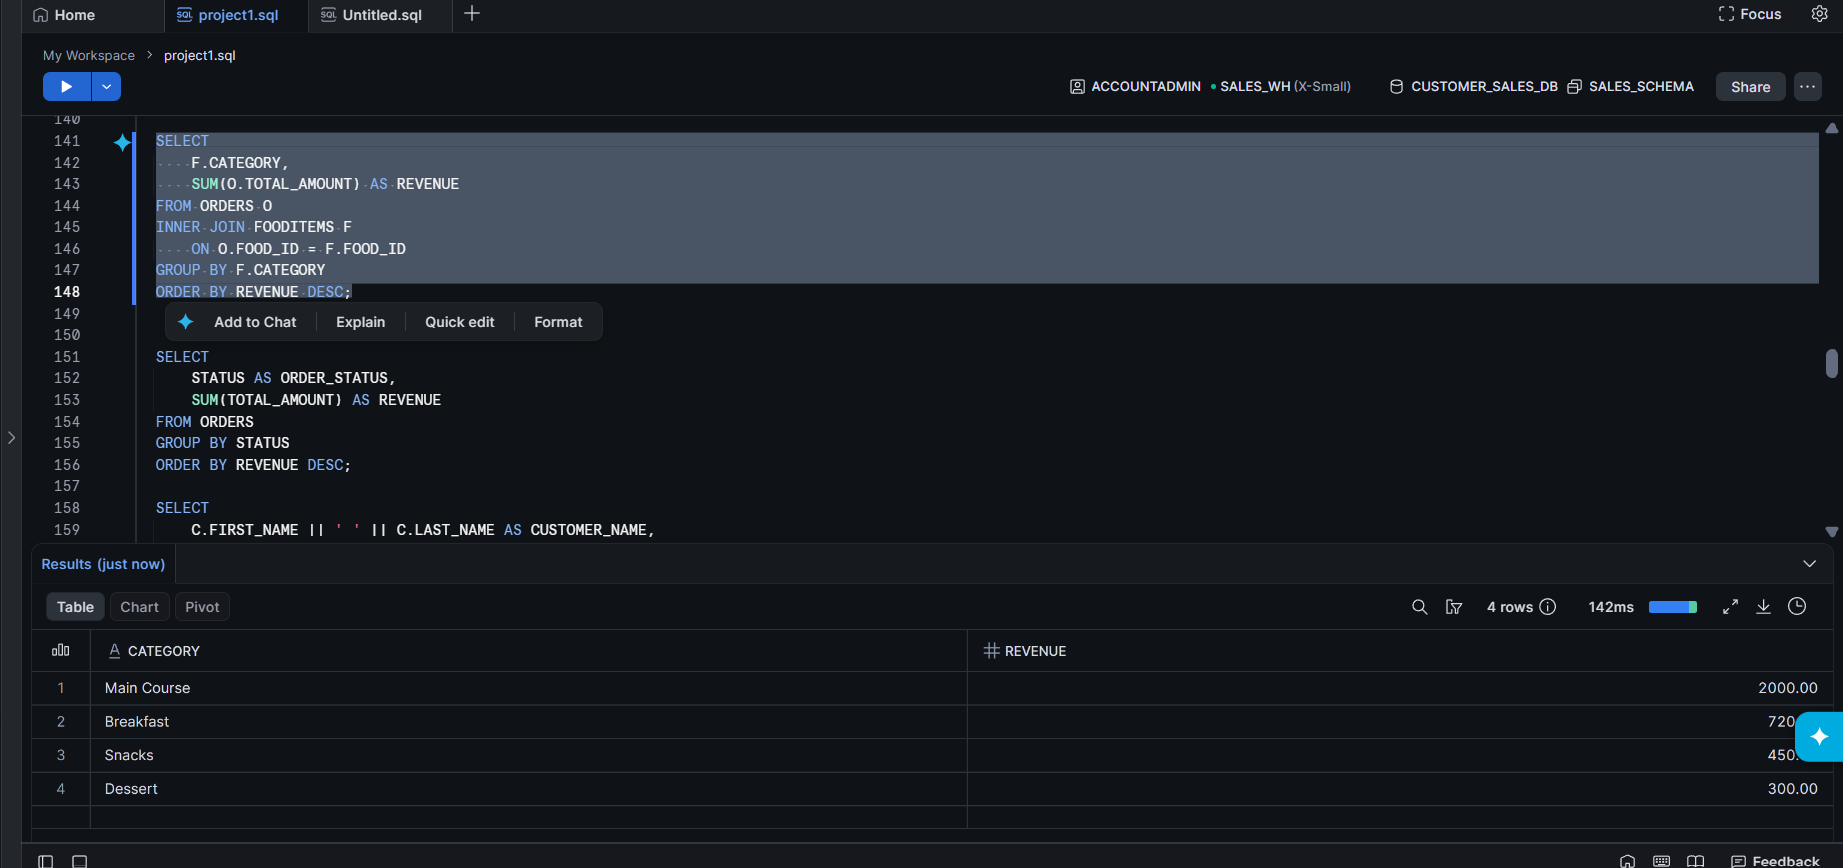 Home
SQL project1.sql
SQL Untitled.sql
Focus
My Workspace > project1.sql
ACCOUNTADMIN SALES_WH (X-Small)
CUSTOMER_SALES_DB SALES_SCHEMA
Share
140
141 SELECT
142 F.CATEGORY,
143 SUM(O.TOTAL_AMOUNT) AS REVENUE
144 FROM ORDERS O
145 INNER JOIN FOODITEMS F
146 ON O.FOOD_ID = F.FOOD_ID
147 GROUP BY F.CATEGORY
148 ORDER BY REVENUE DESC;
149
Add to Chat Explain Quick edit Format
150
151 SELECT
152 STATUS AS ORDER_STATUS,
153 SUM(TOTAL_AMOUNT) AS REVENUE
154 FROM ORDERS
155 GROUP BY STATUS
156 ORDER BY REVENUE DESC;
157
158 SELECT
159 C.FIRST_NAME || ' ' || C.LAST_NAME AS CUSTOMER_NAME,
Results (just now)
Table Chart Pivot
4 rows 142ms
A CATEGORY # REVENUE
1 Main Course 2000.00
2 Breakfast 720
3 Snacks 450.
4 Dessert 300.00
Feedback